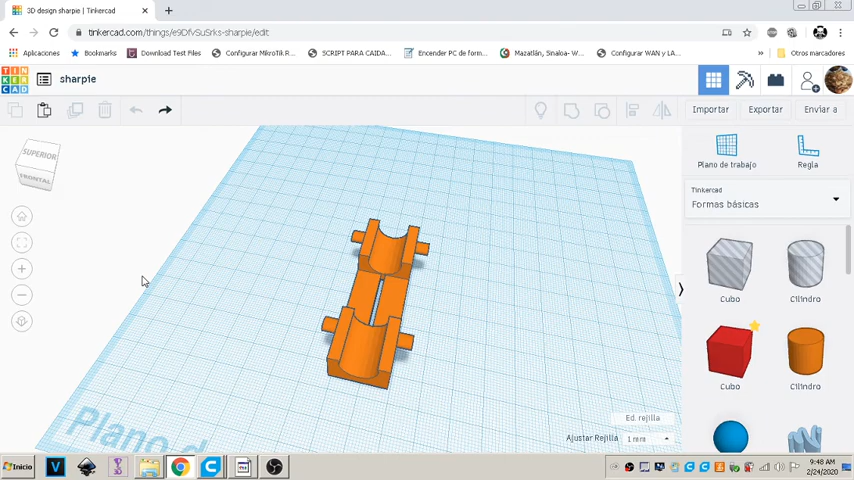 3D design sharpie | Tinkercad
tinkercad.com/things/e9DfvSuSrks-sharpie/edit
Aplicaciones
Bookmarks
Download Test Files
Configurar MikroTik R...
SCRIPT PARA CAIDA...
Encender PC de form...
Mazatlán, Sinaloa- W...
Configurar WAN y LA...
»
Otros marcadores
TIN
KER
CAD
sharpie
Importar
Exportar
Enviar a
SUPERIOR
FRONTAL
Plano de trabajo
Regla
Tinkercad
Formas básicas
Cubo
Cilindro
Cubo
Cilindro
Plano d
Ed. rejilla
Ajustar Rejilla
1 mm
Inicio
9:48 AM
2/24/2020